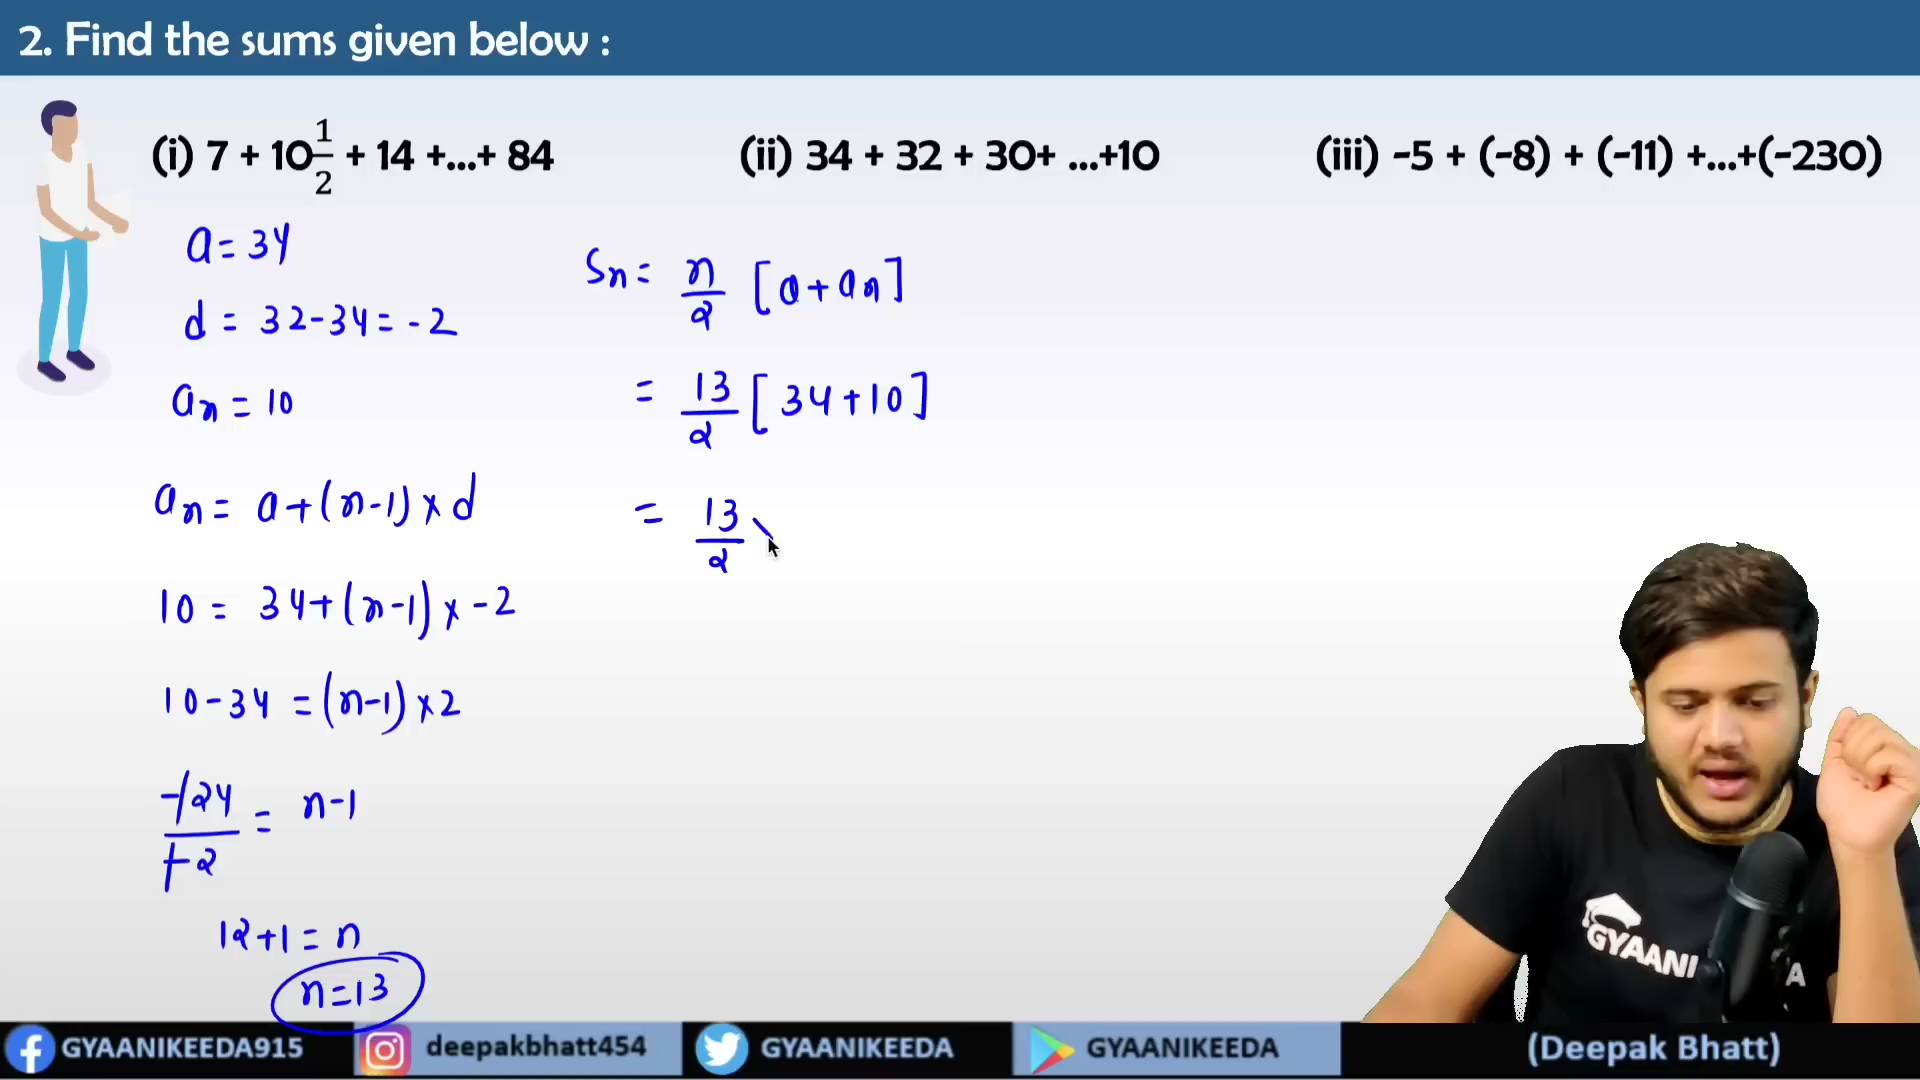 2. Find the sums given below :
(i) 7 + 10 1/2 + 14 +...+ 84
(ii) 34 + 32 + 30+ ...+10
(iii) -5 + (-8) + (-11) +...+(-230)
a = 34
d = 32-34 = -2
an = 10
an = a+(n-1) x d
10 = 34+(n-1) x -2
10-34 = (n-1) x 2
-24/-2 = n-1
12+1 = n
n=13
Sn = n/2 [a+an]
= 13/2 [34+10]
= 13/2
GYAANI
A
GYAANIKEEDA915
deepakbhatt454
GYAANIKEEDA
GYAANIKEEDA
(Deepak Bhatt)